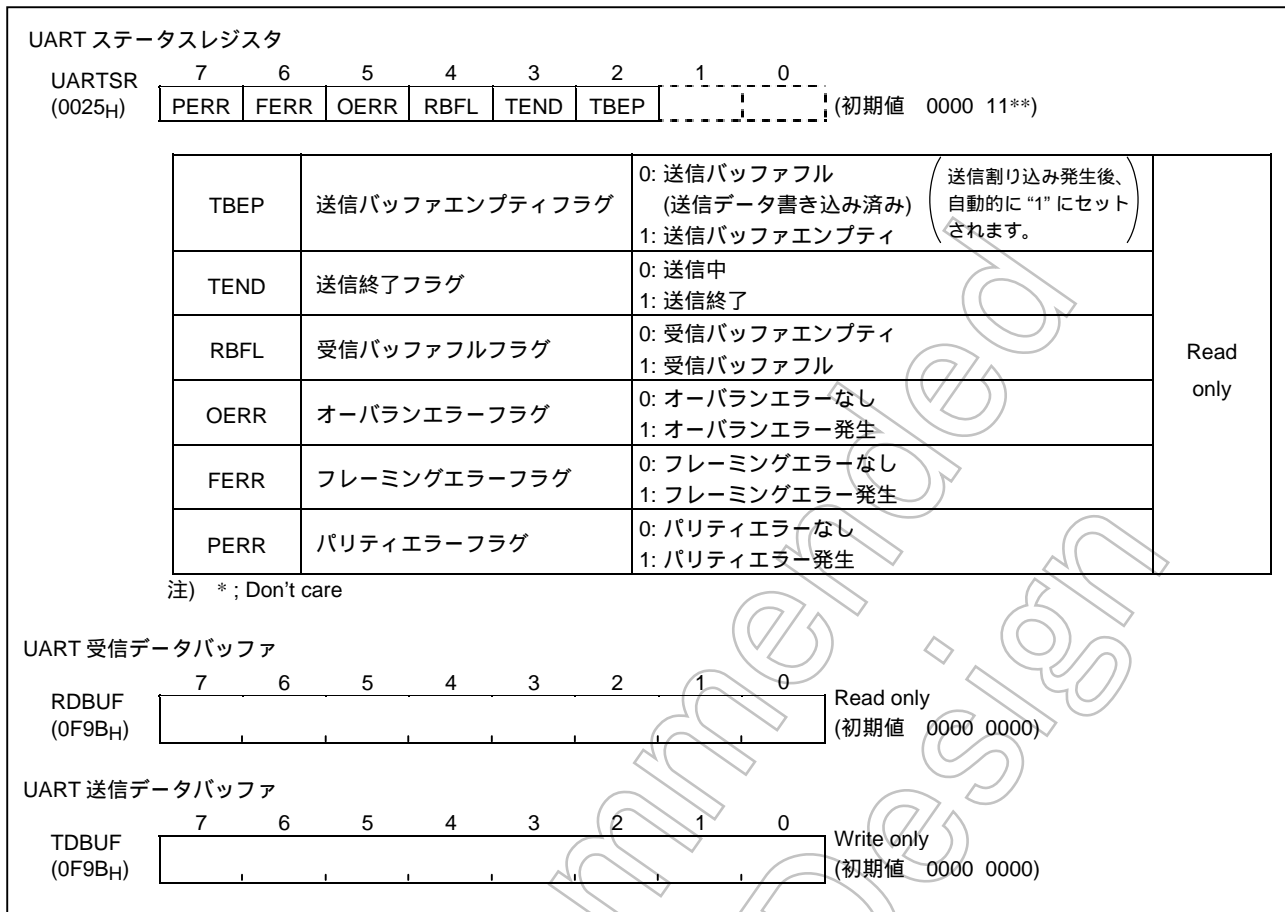 UART ステータスレジスタ
UARTSR
(0025H)
7 6 5 4 3 2 1 0
PERR FERR OERR RBFL TEND TBEP
(初期値 0000 11**)
TBEP 送信バッファエンプティフラグ
0: 送信バッファフル
(送信データ書き込み済み)
1: 送信バッファエンプティ
送信割り込み発生後、
自動的に “1” にセット
されます。
TEND 送信終了フラグ
0: 送信中
1: 送信終了
RBFL 受信バッファフルフラグ
0: 受信バッファエンプティ
1: 受信バッファフル
OERR オーバランエラーフラグ
0: オーバランエラーなし
1: オーバランエラー発生
FERR フレーミングエラーフラグ
0: フレーミングエラーなし
1: フレーミングエラー発生
PERR パリティエラーフラグ
0: パリティエラーなし
1: パリティエラー発生
Read
only
注) * ; Don’t care
UART 受信データバッファ
RDBUF
(0F9BH)
7 6 5 4 3 2 1 0
Read only
(初期値 0000 0000)
UART 送信データバッファ
TDBUF
(0F9BH)
7 6 5 4 3 2 1 0
Write only
(初期値 0000 0000)
mmended
Design